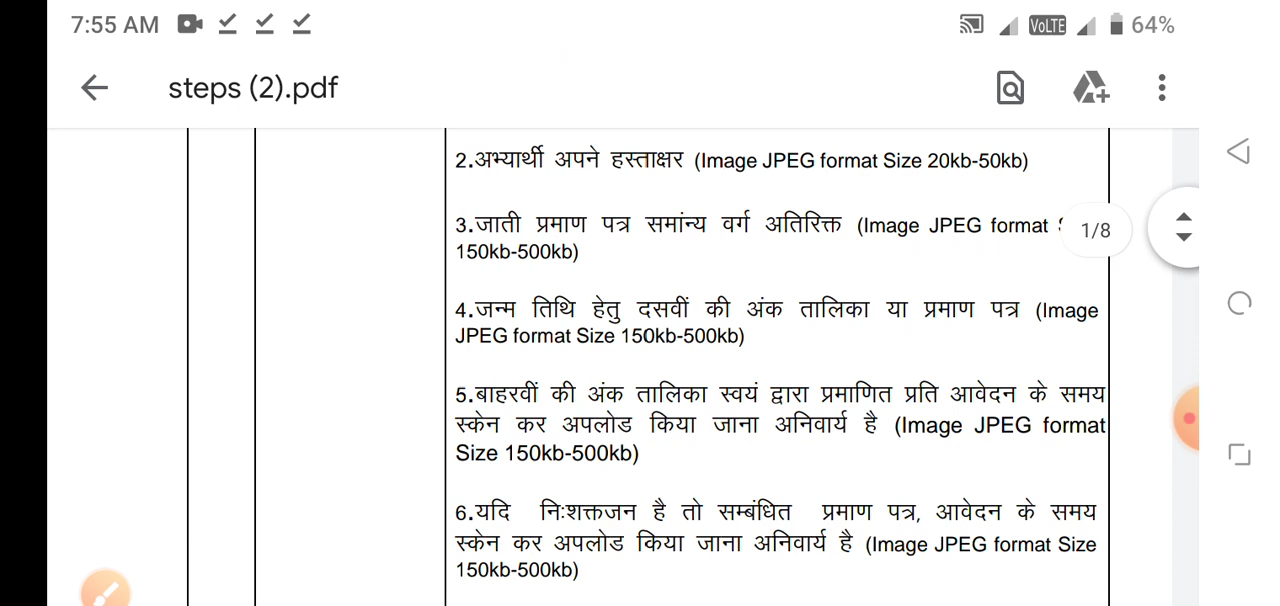 7:55 AM
VoLTE
64%
steps (2).pdf
2.अभ्यार्थी अपने हस्ताक्षर (Image JPEG format Size 20kb-50kb)
3.जाती प्रमाण पत्र समांन्य वर्ग अतिरिक्त (Image JPEG format
1/8
150kb-500kb)
4.जन्म तिथि हेतु दसवीं की अंक तालिका या प्रमाण पत्र (Image
JPEG format Size 150kb-500kb)
5.बाहरवीं की अंक तालिका स्वयं द्वारा प्रमाणित प्रति आवेदन के समय
स्केन कर अपलोड किया जाना अनिवार्य है (Image JPEG format
Size 150kb-500kb)
6.यदि निःशक्तजन है तो सम्बंधित प्रमाण पत्र, आवेदन के समय
स्केन कर अपलोड किया जाना अनिवार्य है (Image JPEG format Size
150kb-500kb)